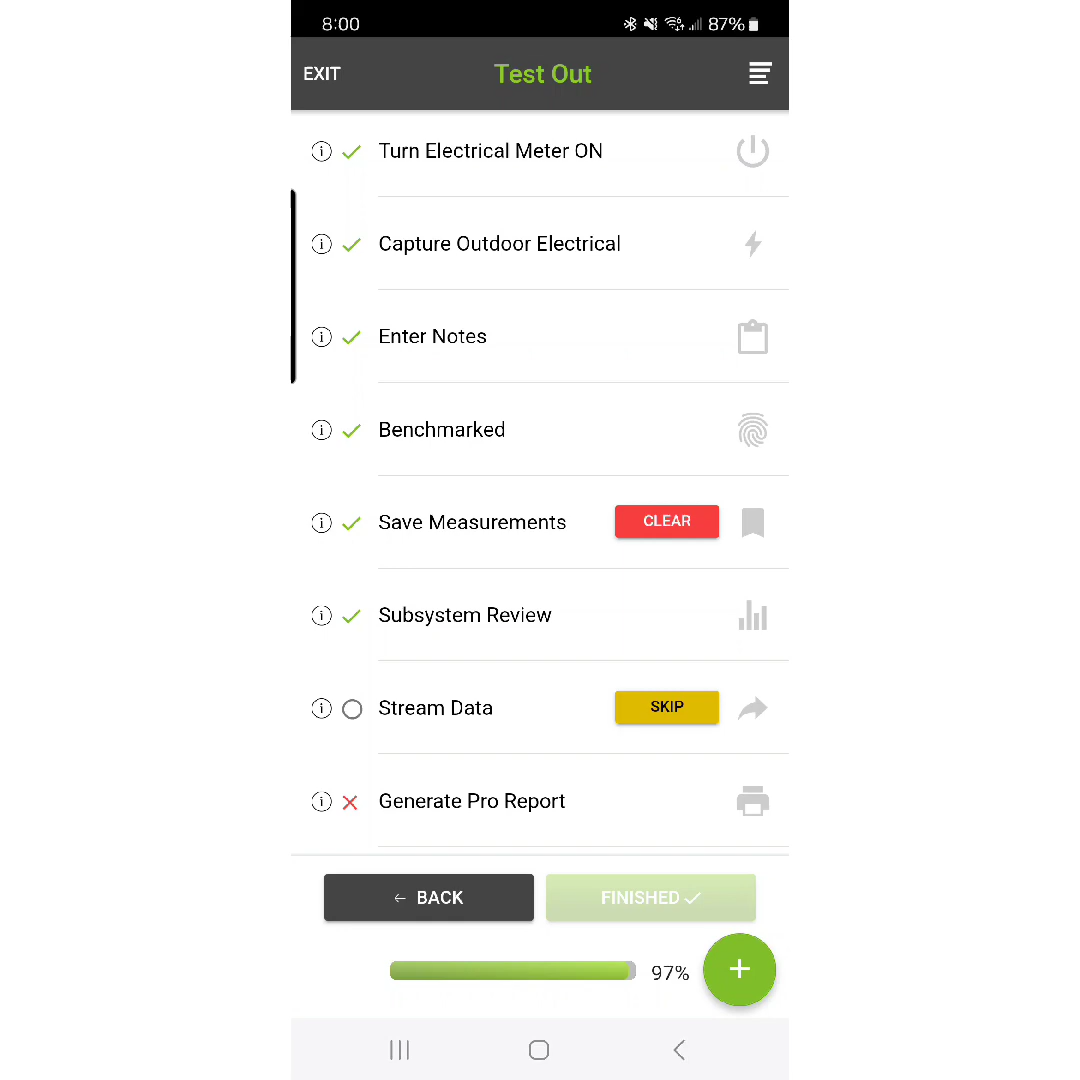 8:00 87%
EXIT Test Out
Turn Electrical Meter ON
Capture Outdoor Electrical
Enter Notes
Benchmarked
Save Measurements CLEAR
Subsystem Review
Stream Data SKIP
Generate Pro Report
← BACK FINISHED ✓
97% +